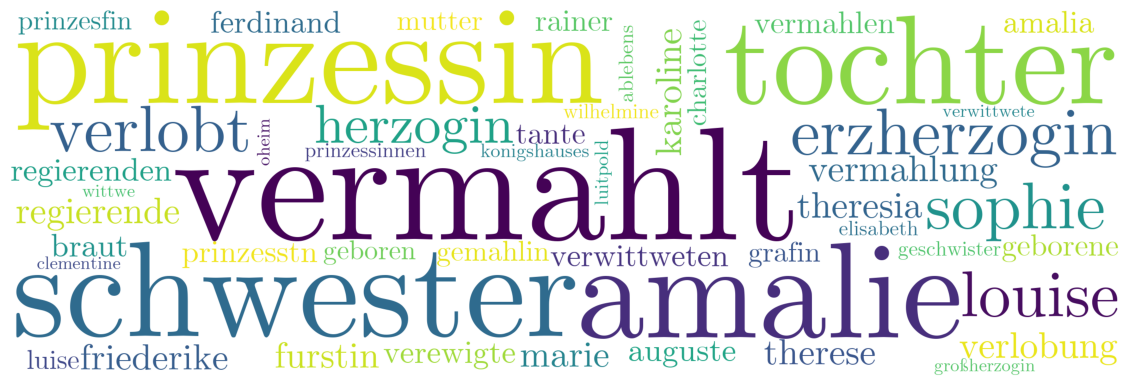 prinzesfin ferdinand mutter rainer vermahlen amalia
prinzessin ablebens karoline charlotte tochter
wilhelmine verwittwete
verlobt oheim herzogin tante erzherzogin
prinzessinnen konigshauses
regierenden vermahlt luitpold vermahlung
wittwe
regierende theresia sophie
elisabeth
braut prinzesstn geboren gemahlin verwittweten grafin geschwister geborene
clementine
schwester amalie louise
luise friederike furstin verewigte marie auguste therese verlobung
großherzogin